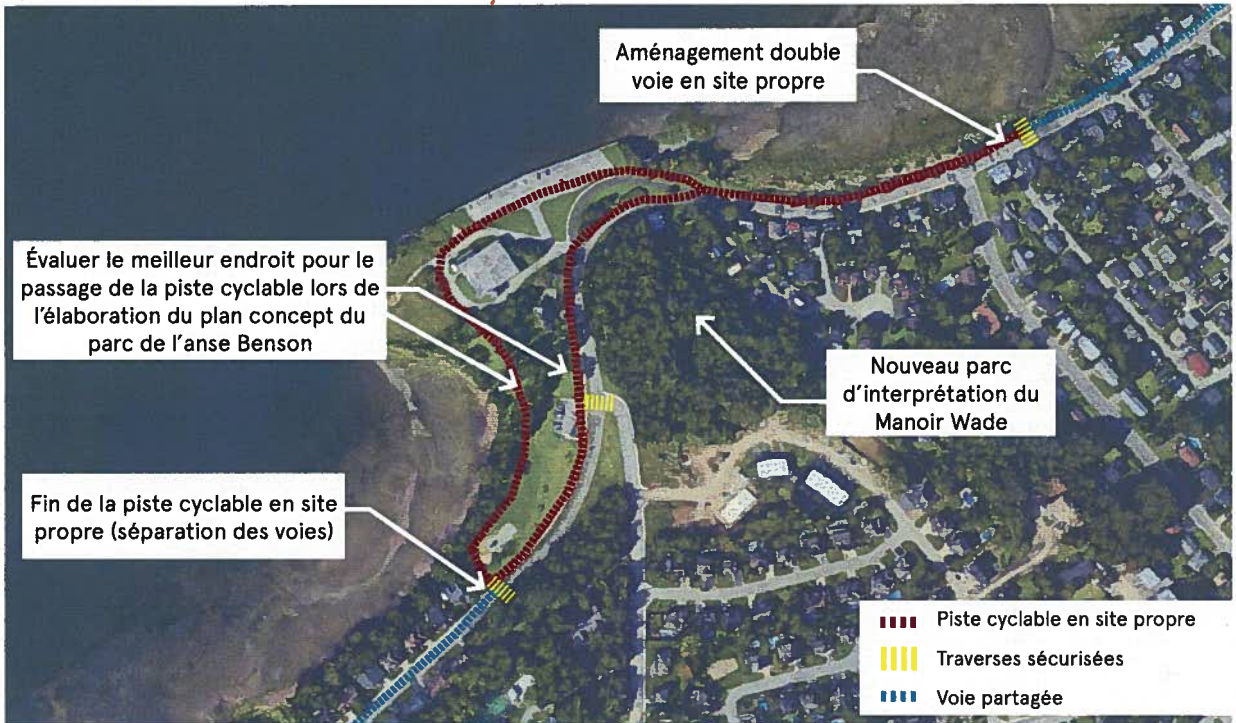 Aménagement double
voie en site propre
Évaluer le meilleur endroit pour le
passage de la piste cyclable lors de
l'élaboration du plan concept du
parc de l'anse Benson
Nouveau parc
d'interprétation du
Manoir Wade
Fin de la piste cyclable en site
propre (séparation des voies)
Piste cyclable en site propre
Traverses sécurisées
Voie partagée